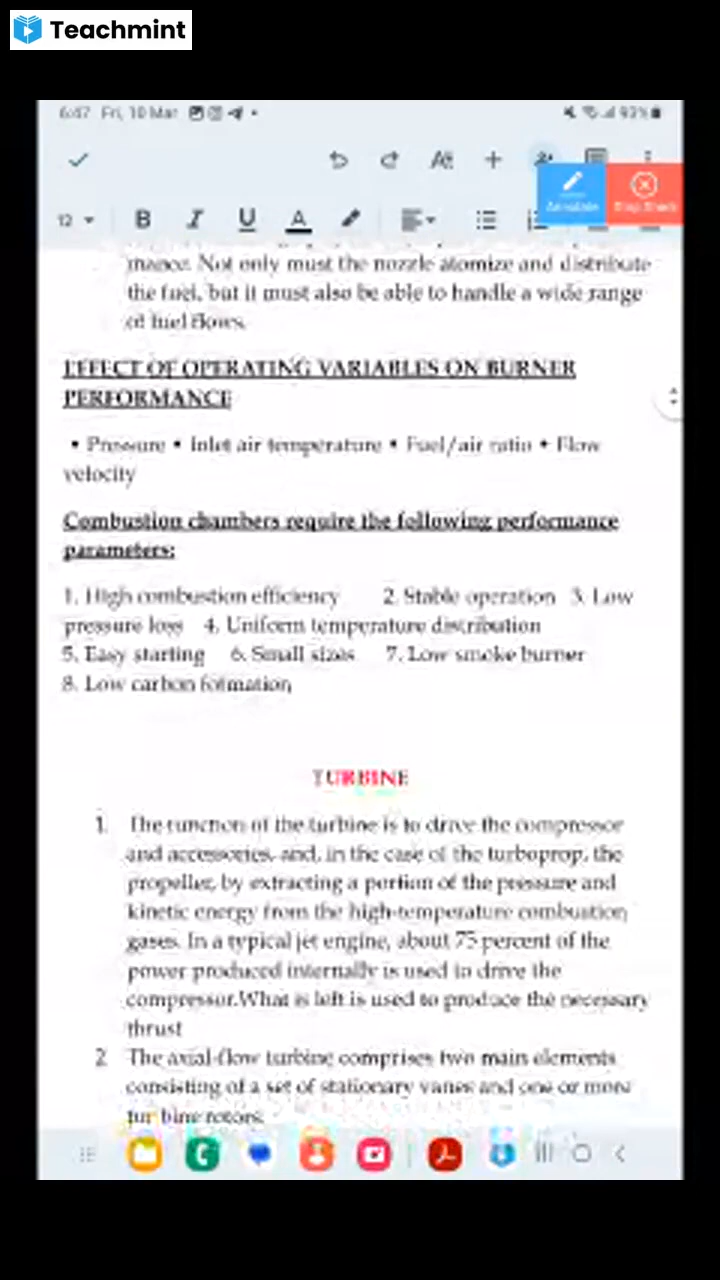 Teachmint
6:47 Fri, 10 Mar
93%
12 B I U A
Annotate Stop Share
mance. Not only must the nozzle atomize and distribute
the fuel, but it must also be able to handle a wide range
of fuel flows.
EFFECT OF OPERATING VARIABLES ON BURNER
PERFORMANCE
• Pressure • Inlet air temperature • Fuel/air ratio • Flow
velocity
Combustion chambers require the following performance
parameters:
1. High combustion efficiency 2. Stable operation 3. Low
pressure loss 4. Uniform temperature distribution
5. Easy starting 6. Small sizes 7. Low smoke burner
8. Low carbon formation
TURBINE
1. The function of the turbine is to drive the compressor
and accessories, and, in the case of the turboprop, the
propeller, by extracting a portion of the pressure and
kinetic energy from the high-temperature combustion
gases. In a typical jet engine, about 75 percent of the
power produced internally is used to drive the
compressor.What is left is used to produce the necessary
thrust
2 The axial-flow turbine comprises two main elements
consisting of a set of stationary vanes and one or more
tur bine rotors.